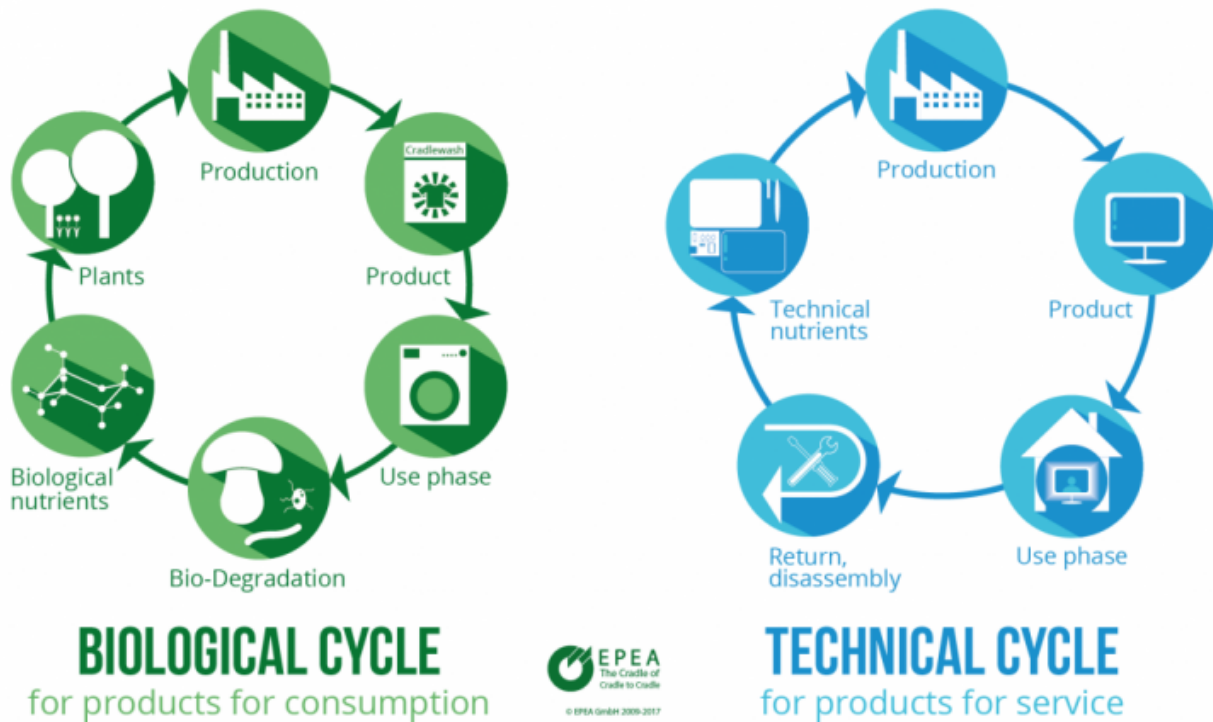 Production
Cradlewash
Product
Use phase
Bio-Degradation
Biological
nutrients
Plants
BIOLOGICAL CYCLE
for products for consumption
Production
Product
Use phase
Return,
disassembly
Technical
nutrients
TECHNICAL CYCLE
for products for service
EPEA
The Cradle of
Cradle to Cradle
© EPEA GmbH 2009-2017